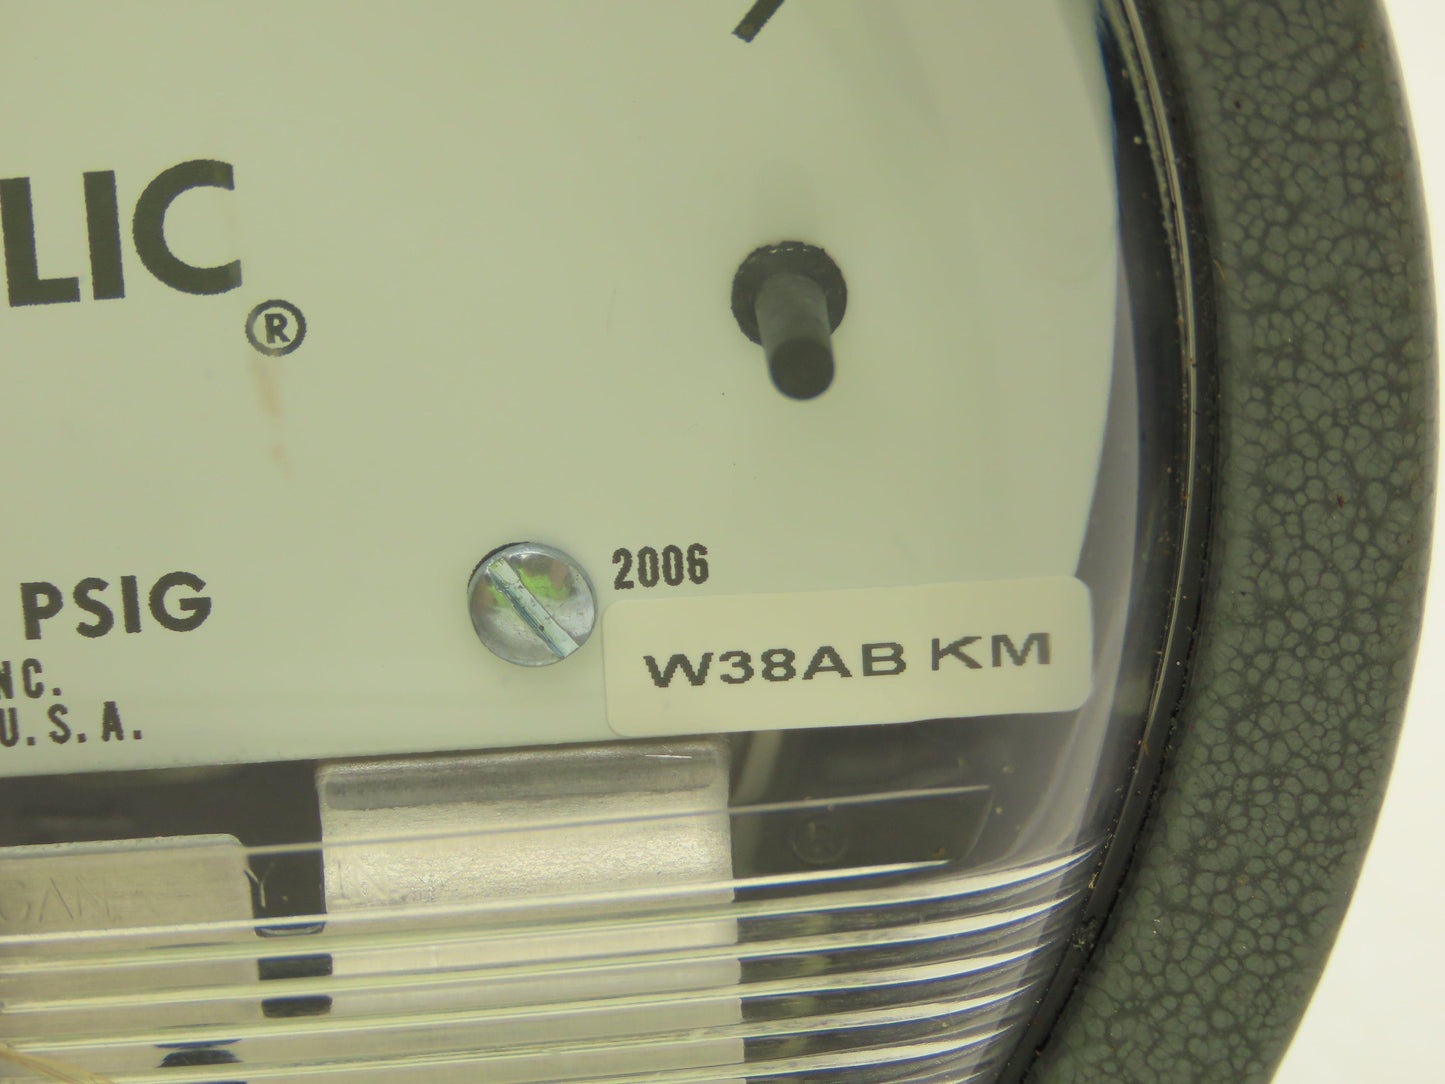 LIC ®
2006
PSIG
W38AB KM
NC.
U.S.A.